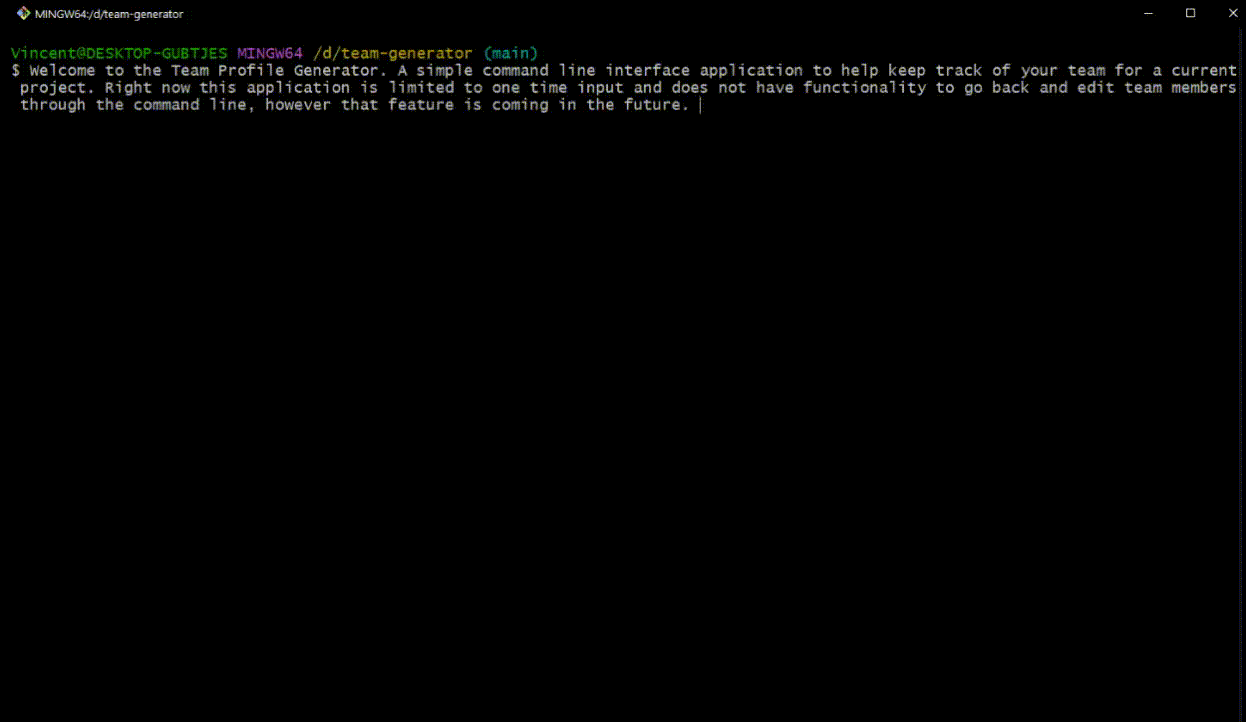 MINGW64:/d/team-generator
Vincent@DESKTOP-GUBTJES MINGW64 /d/team-generator (main)
$ Welcome to the Team Profile Generator. A simple command line interface application to help keep track of your team for a current
project. Right now this application is limited to one time input and does not have functionality to go back and edit team members
through the command line, however that feature is coming in the future.